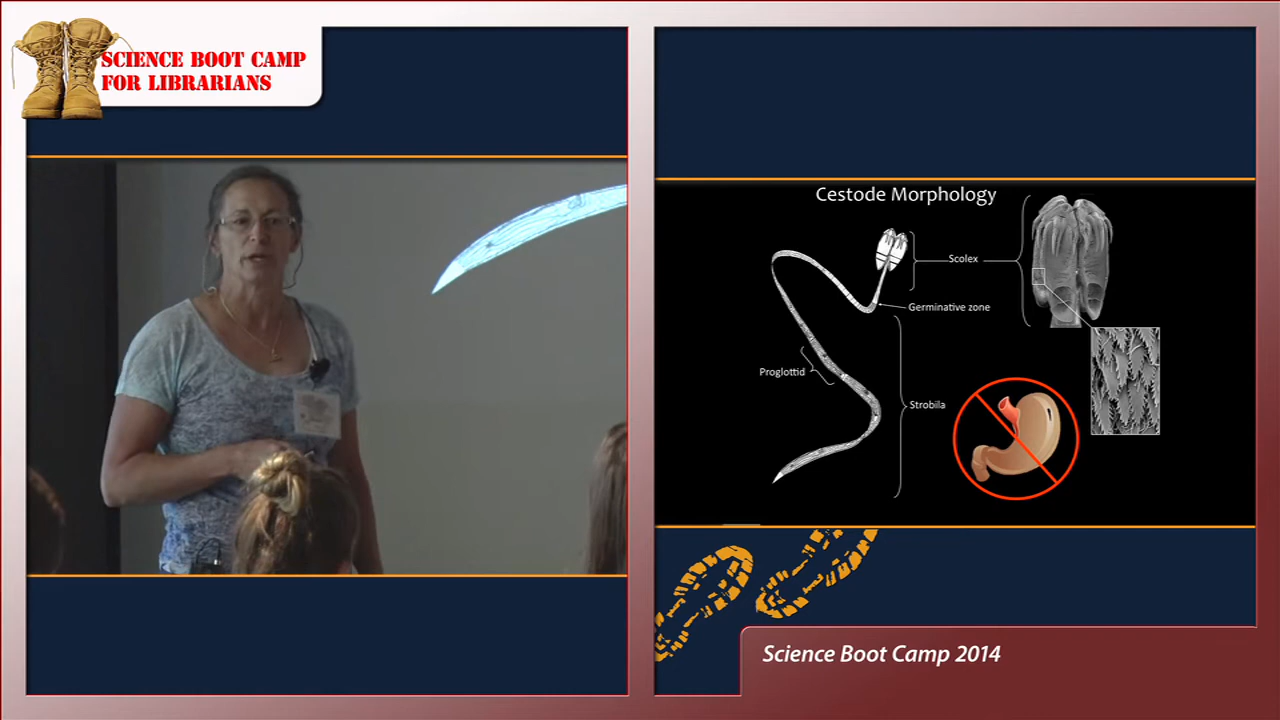 SCIENCE BOOT CAMP
FOR LIBRARIANS
Cestode Morphology
Scolex
Germinative zone
Proglottid
Strobila
Science Boot Camp 2014